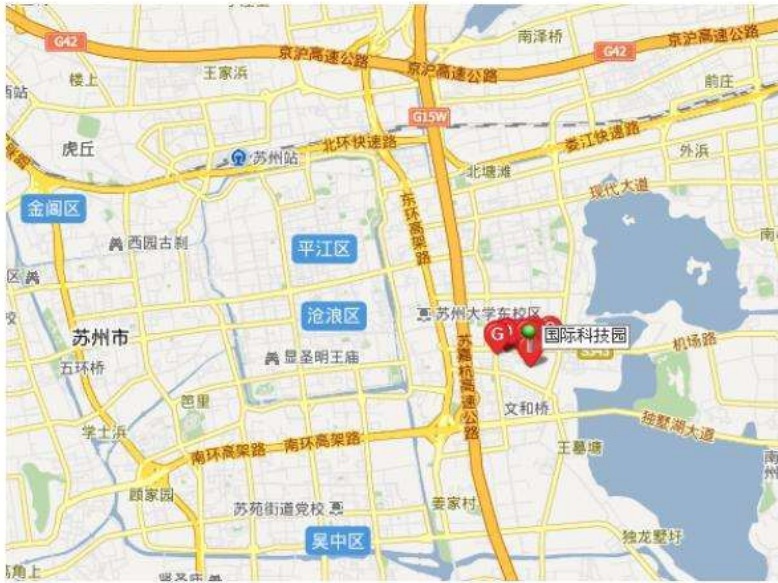 南泽桥
京沪高速公路
G42
京沪高速公路
G42
京沪高速公路
王家浜
楼上
前庄
G15W
北环快速路
娄江快速路
虎丘
苏州站
外浜
北塘滩
现代大道
金阊区
东环高架路
西园古刹
平江区
沧浪区
苏州大学东校区
苏州市
G
国际科技园
机场路
S343
五环桥
显圣明王庙
苏嘉杭高速公路
笆里
文和桥
学士浜
独墅湖大道
南环高架路
南环高架路
王墓塘
顾家园
苏苑街道党校
姜家村
吴中区
独龙墅圩